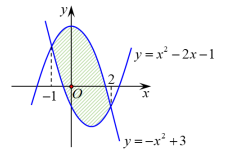 y
y = x² − 2x − 1
2
−1
O
x
y = −x² + 3